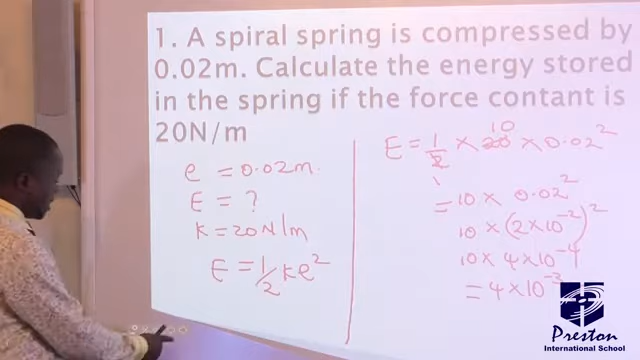 1. A spiral spring is compressed by
0.02m. Calculate the energy stored
in the spring if the force contant is
20N/m
e = 0.02m.
E = ?
K = 20N/m
E = 1/2 Ke²
E = 1/2 × 20 10 × 0.02²
1
= 10 × 0.02²
10 × (2×10⁻²)²
10 × 4×10⁻⁴
= 4×10⁻³
Preston
International School